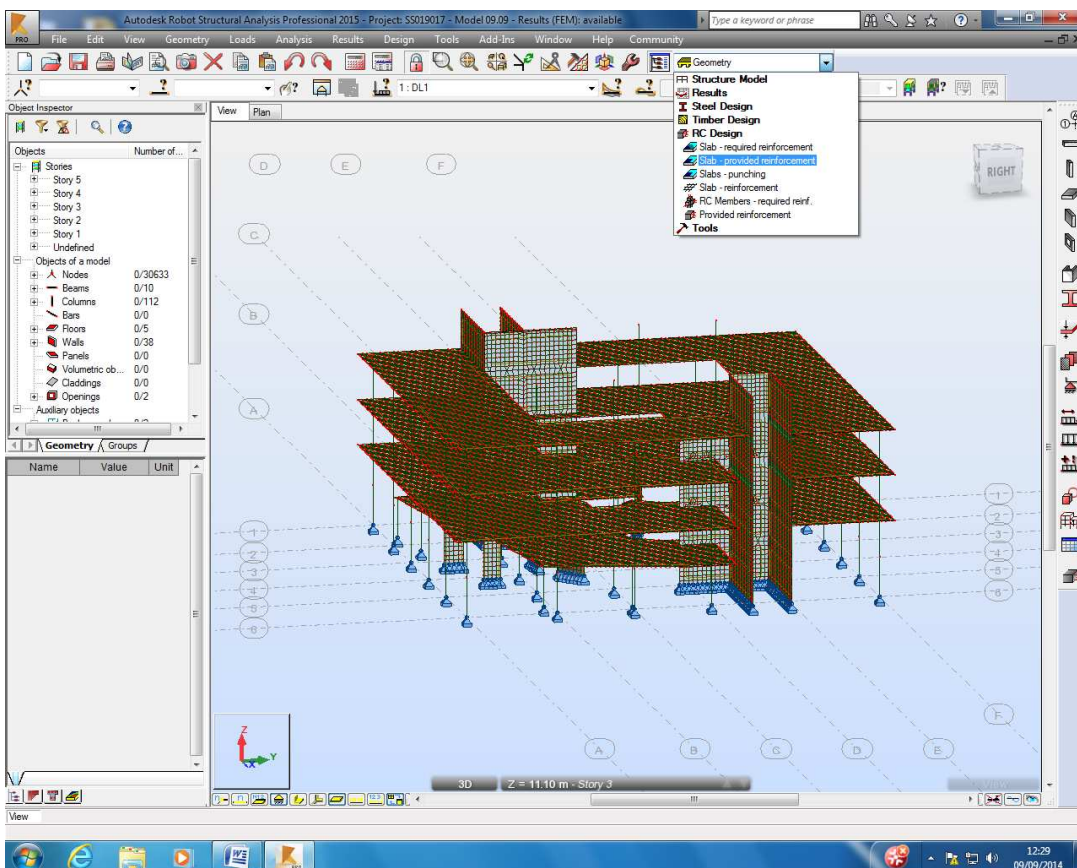 Autodesk Robot Structural Analysis Professional 2015 - Project: SS019017 - Model 09.09 - Results (FEM): available
Type a keyword or phrase
PRO
File Edit View Geometry Loads Analysis Results Design Tools Add-Ins Window Help Community
Geometry
1 : DL1
Structure Model
Results
Steel Design
Timber Design
RC Design
Slab - required reinforcement
Slab - provided reinforcement
Slabs - punching
Slab - reinforcement
RC Members - required reinf.
Provided reinforcement
Tools
Object Inspector
View Plan
Objects Number of...
Stories
Story 5
Story 4
Story 3
Story 2
Story 1
Undefined
Objects of a model
Nodes 0/30633
Beams 0/10
Columns 0/112
Bars 0/0
Floors 0/5
Walls 0/38
Panels 0/0
Volumetric ob... 0/0
Claddings 0/0
Openings 0/2
Auxiliary objects
Geometry Groups
Name Value Unit
RIGHT
D E F
C
B
A
1
2
3
4
5
6
1
2
3
4
5
6
F
A B C D E
Z
Y
X
3D Z = 11.10 m - Story 3
View
12:29
09/09/2014